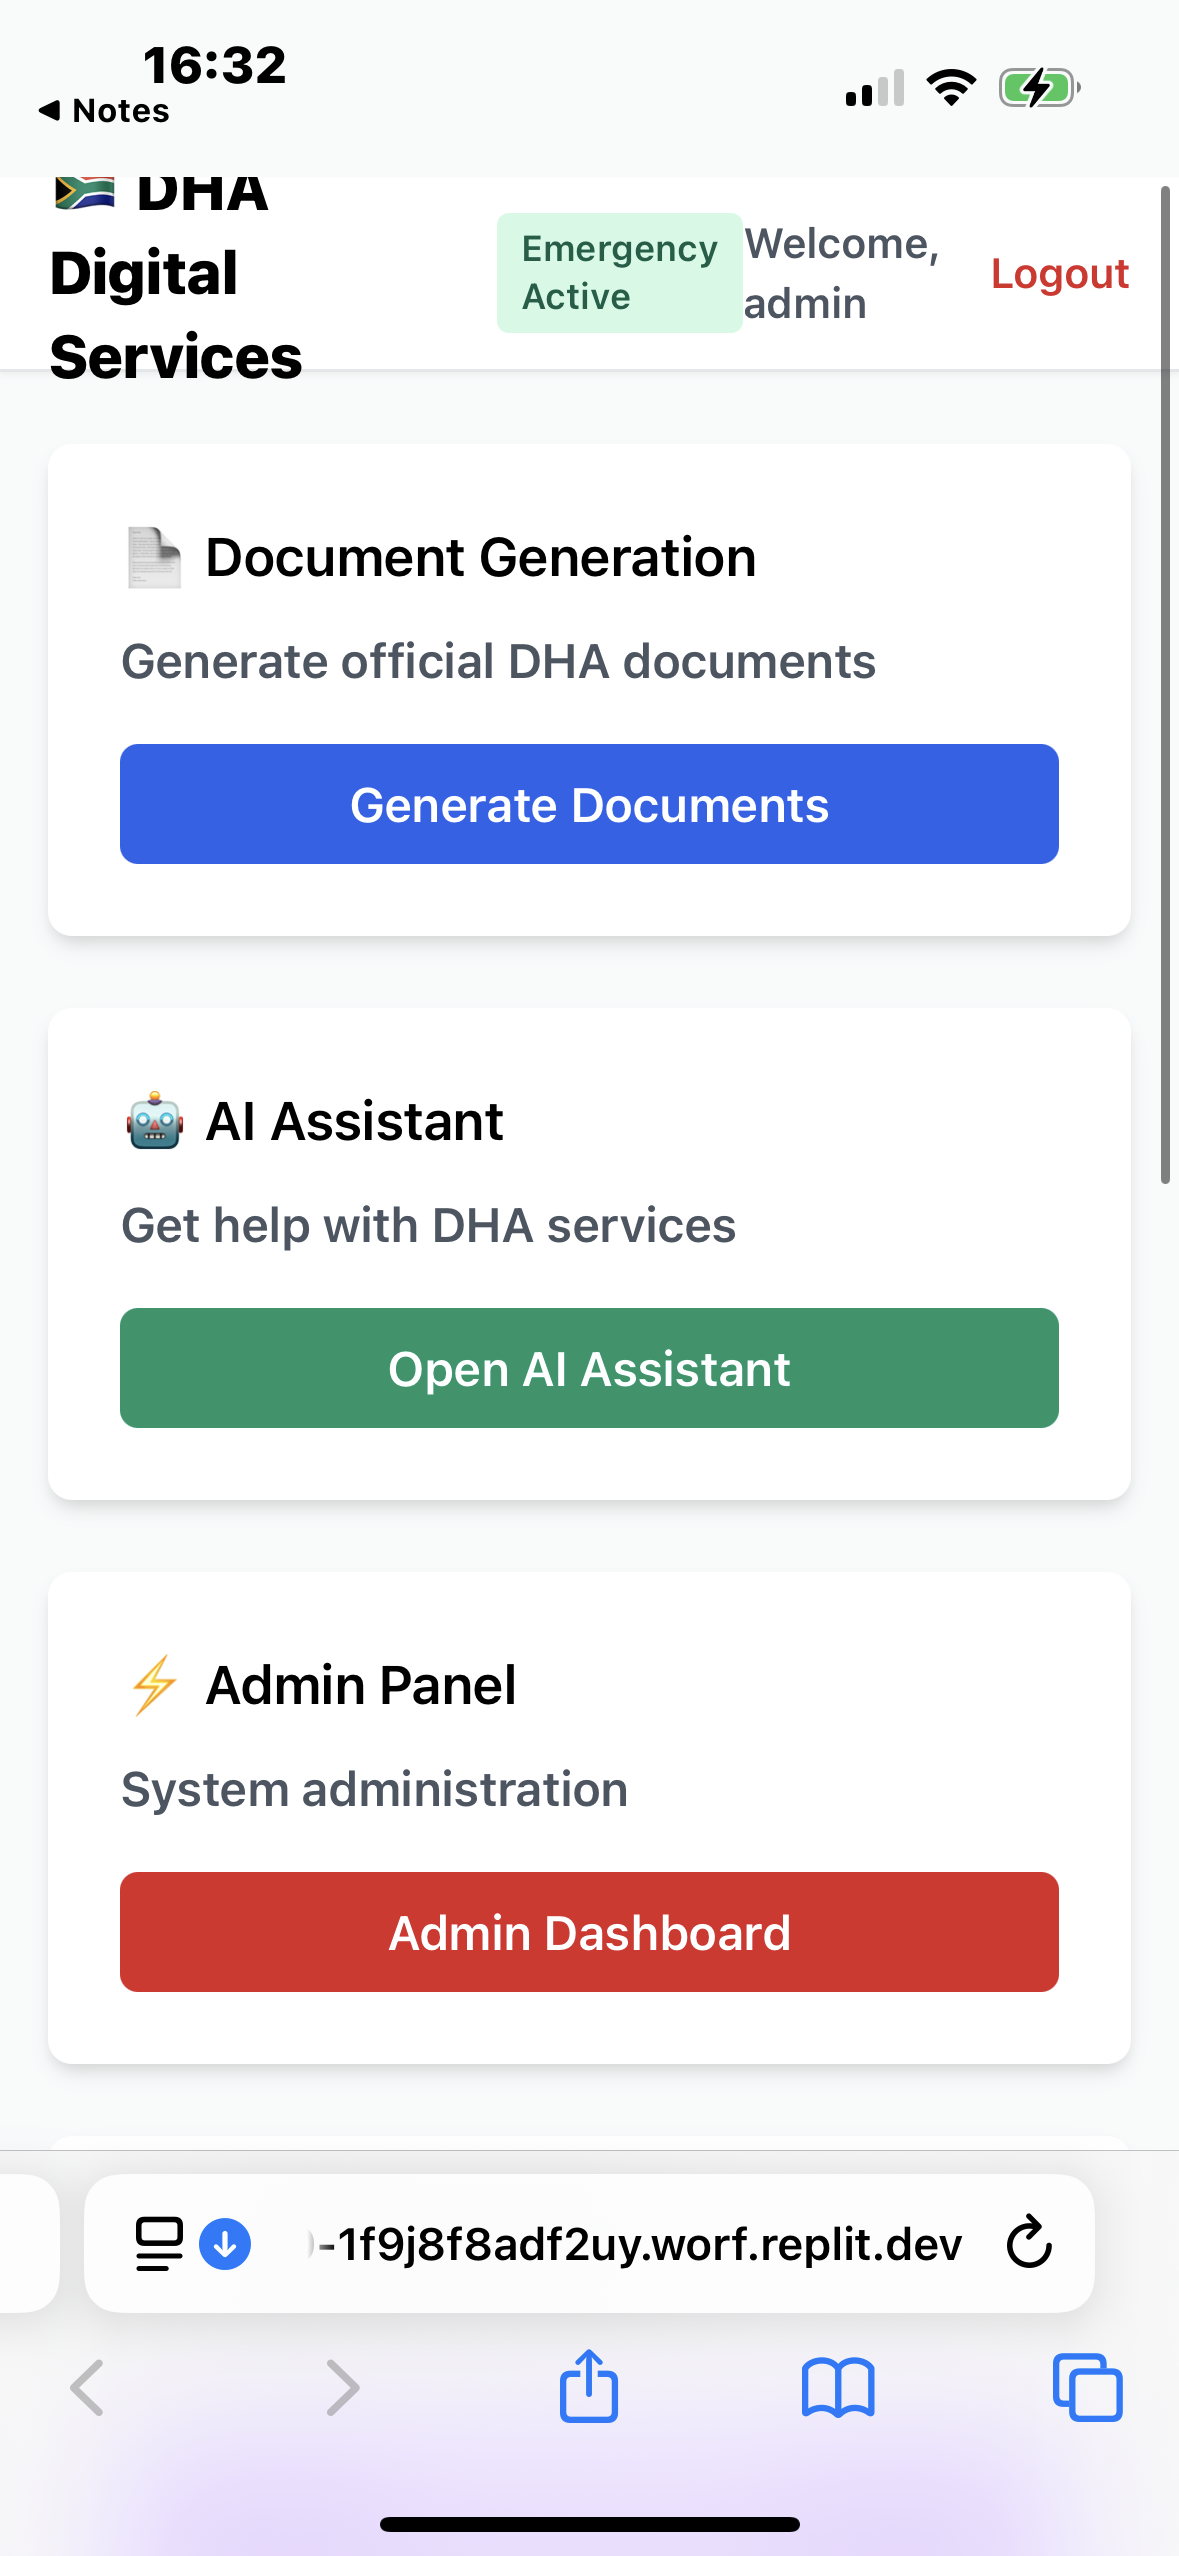 16:32
Notes
DHA
Digital
Services
Emergency
Active
Welcome,
admin
Logout
Document Generation
Generate official DHA documents
Generate Documents
AI Assistant
Get help with DHA services
Open AI Assistant
Admin Panel
System administration
Admin Dashboard
-1f9j8f8adf2uy.worf.replit.dev